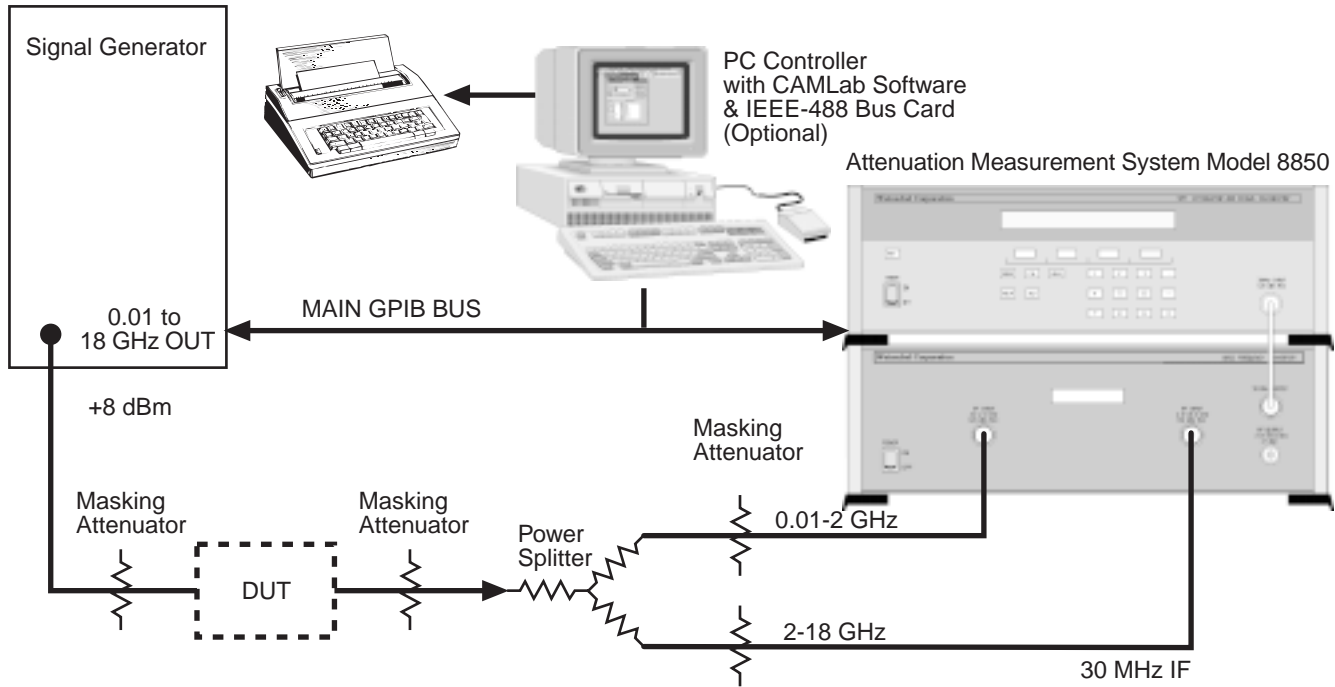 Signal Generator
PC Controller
with CAMLab Software
& IEEE-488 Bus Card
(Optional)
Attenuation Measurement System Model 8850
0.01 to
18 GHz OUT
MAIN GPIB BUS
+8 dBm
Masking
Attenuator
Masking
Attenuator
Masking
Attenuator
0.01-2 GHz
Power
Splitter
DUT
2-18 GHz
30 MHz IF